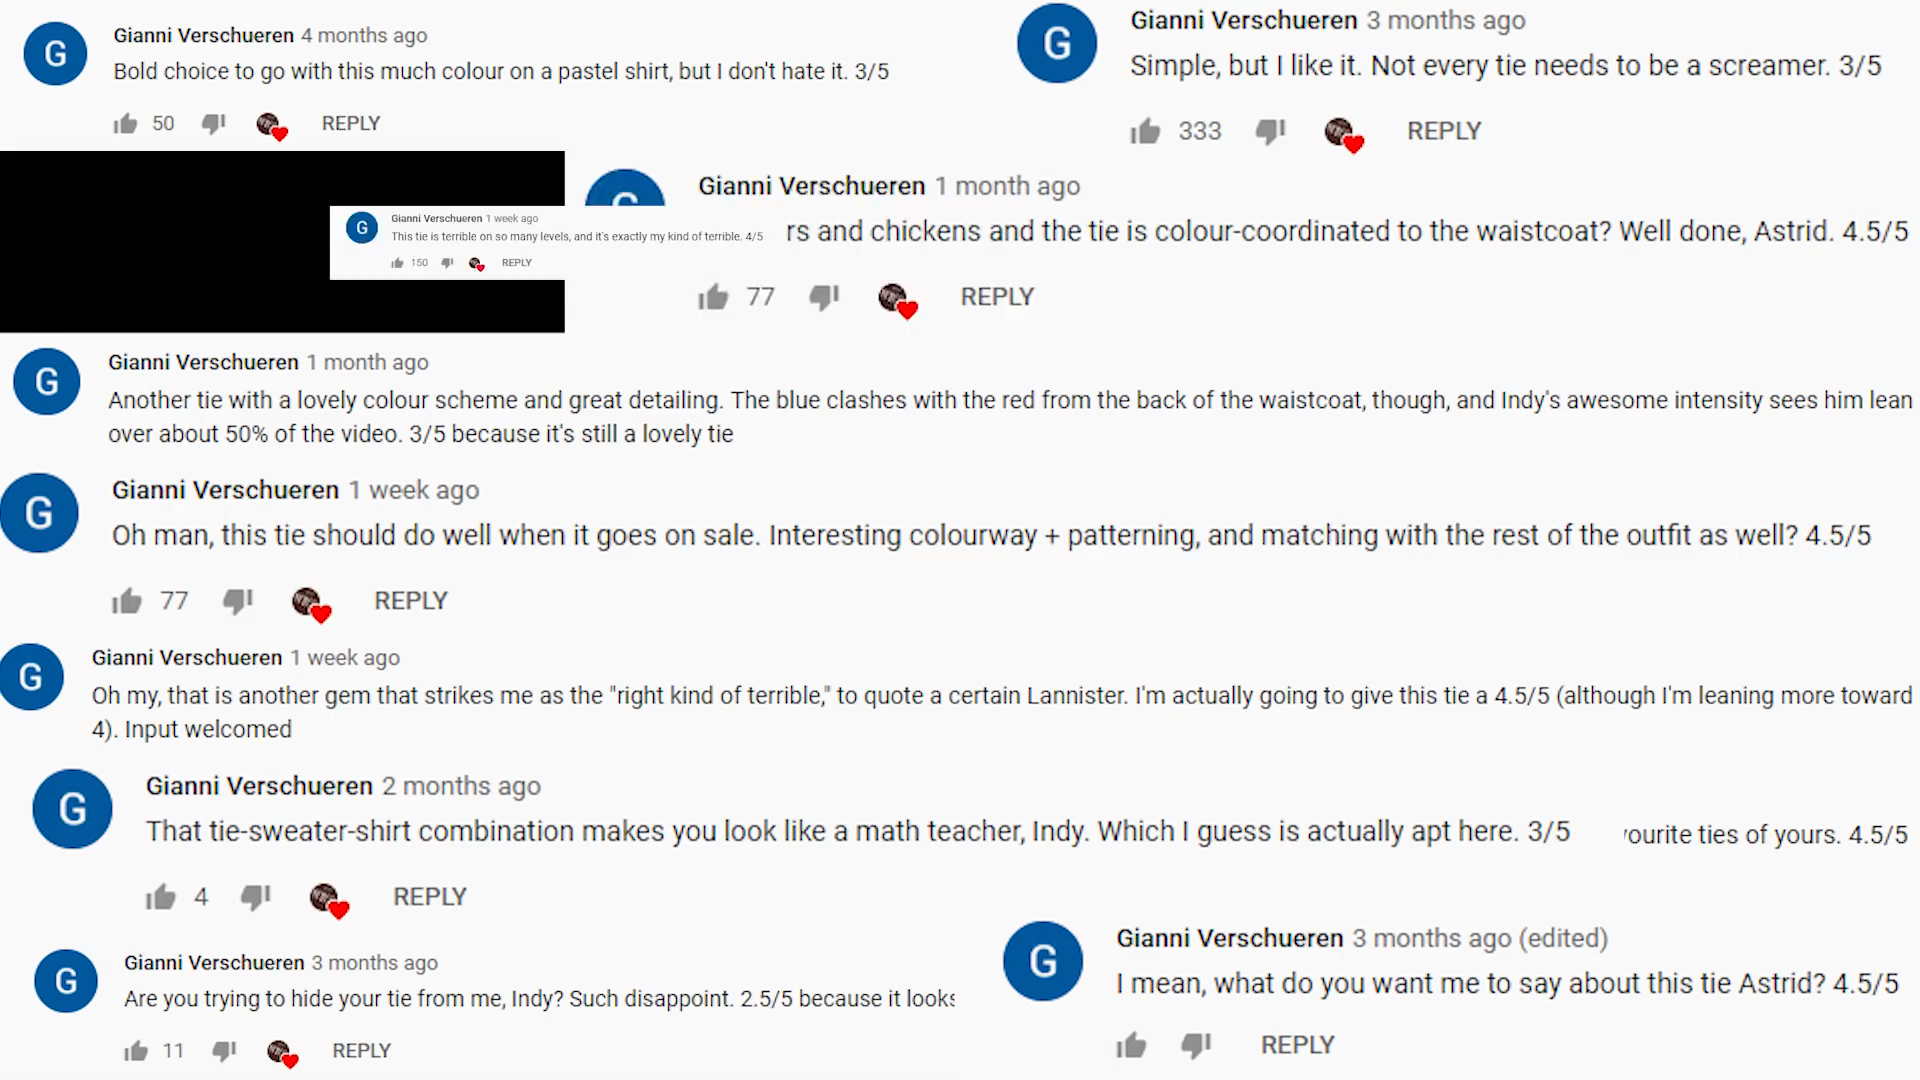 G
Gianni Verschueren 4 months ago
Bold choice to go with this much colour on a pastel shirt, but I don't hate it. 3/5
50 REPLY
G
Gianni Verschueren 3 months ago
Simple, but I like it. Not every tie needs to be a screamer. 3/5
333 REPLY
G
Gianni Verschueren 1 week ago
This tie is terrible on so many levels, and it's exactly my kind of terrible. 4/5
150 REPLY
Gianni Verschueren 1 month ago
rs and chickens and the tie is colour-coordinated to the waistcoat? Well done, Astrid. 4.5/5
77 REPLY
G
Gianni Verschueren 1 month ago
Another tie with a lovely colour scheme and great detailing. The blue clashes with the red from the back of the waistcoat, though, and Indy's awesome intensity sees him lean
over about 50% of the video. 3/5 because it's still a lovely tie
G
Gianni Verschueren 1 week ago
Oh man, this tie should do well when it goes on sale. Interesting colourway + patterning, and matching with the rest of the outfit as well? 4.5/5
77 REPLY
G
Gianni Verschueren 1 week ago
Oh my, that is another gem that strikes me as the "right kind of terrible," to quote a certain Lannister. I'm actually going to give this tie a 4.5/5 (although I'm leaning more toward
4). Input welcomed
G
Gianni Verschueren 2 months ago
That tie-sweater-shirt combination makes you look like a math teacher, Indy. Which I guess is actually apt here. 3/5
ourite ties of yours. 4.5/5
4 REPLY
G
Gianni Verschueren 3 months ago
Are you trying to hide your tie from me, Indy? Such disappoint. 2.5/5 because it looks
11 REPLY
G
Gianni Verschueren 3 months ago (edited)
I mean, what do you want me to say about this tie Astrid? 4.5/5
REPLY